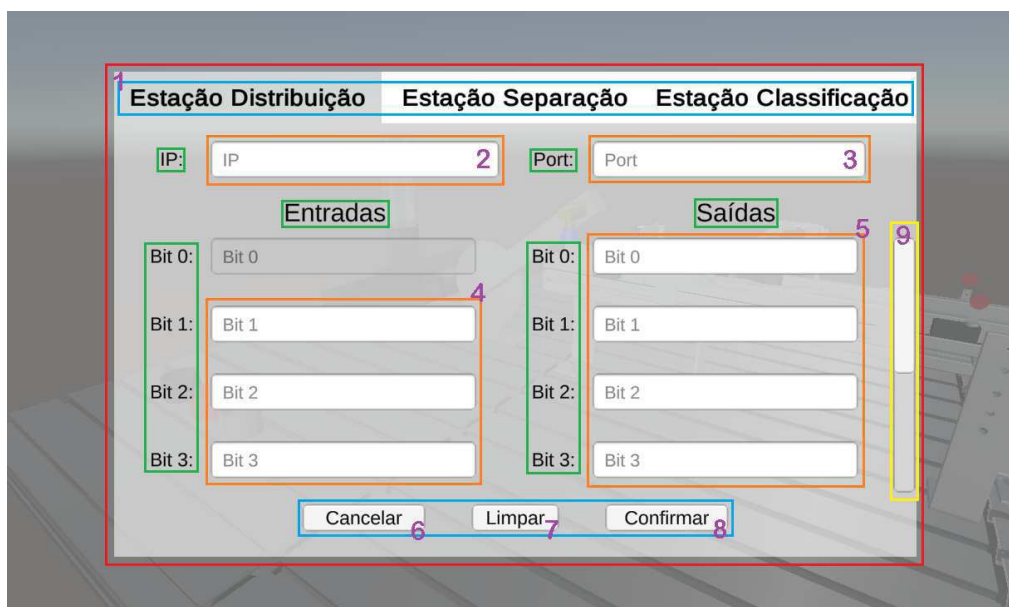 1
Estação Distribuição Estação Separação Estação Classificação
IP: IP 2 Port: Port 3
Entradas Saídas
5 9
Bit 0: Bit 0 Bit 0: Bit 0
4
Bit 1: Bit 1 Bit 1: Bit 1
Bit 2: Bit 2 Bit 2: Bit 2
Bit 3: Bit 3 Bit 3: Bit 3
Cancelar 6 Limpar 7 Confirmar 8